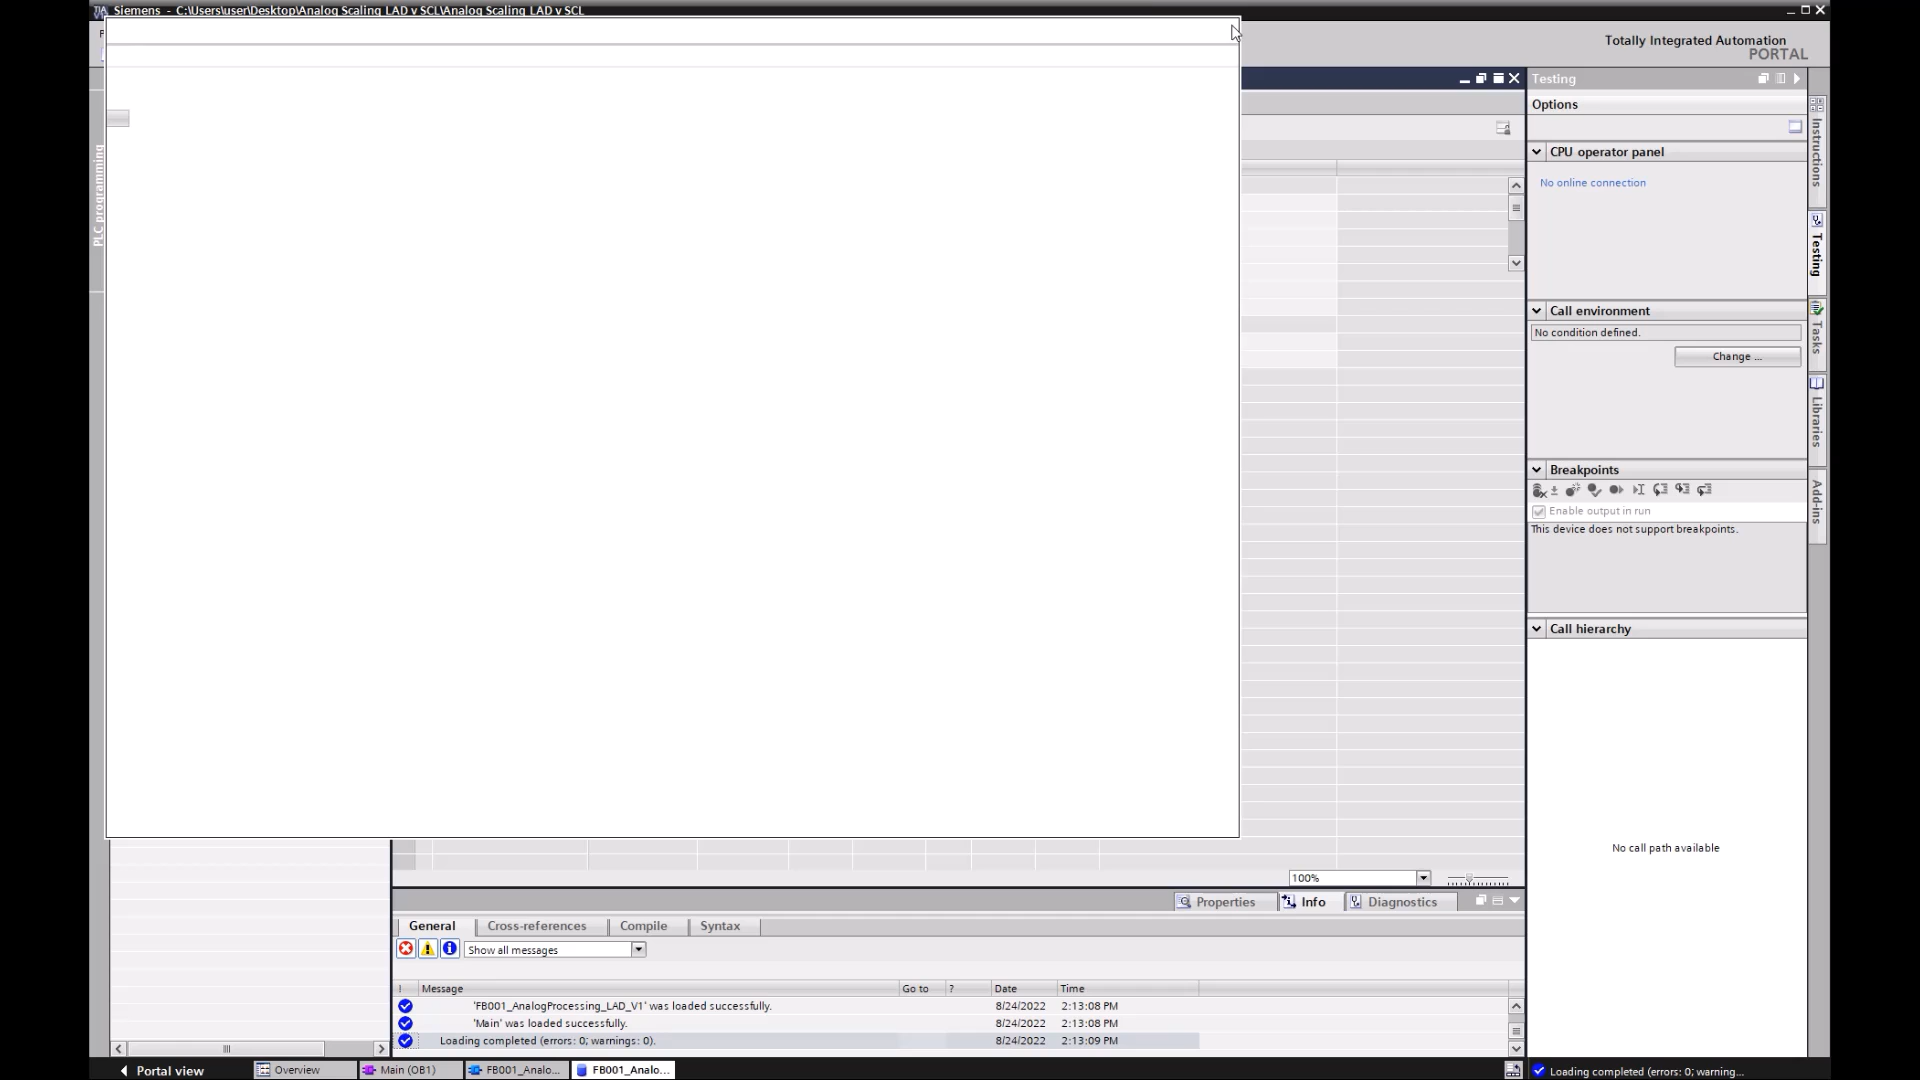 Siemens - C:\Users\user\Desktop\Analog Scaling LAD v SCL\Analog Scaling LAD v SCL
Totally Integrated Automation
PORTAL
Testing
Options
CPU operator panel
No online connection
Call environment
No condition defined.
Change ...
Breakpoints
Enable output in run
This device does not support breakpoints.
Call hierarchy
No call path available
PLC programming
Instructions
Testing
Tasks
Libraries
Add-ins
100%
Properties
Info
Diagnostics
General
Cross-references
Compile
Syntax
Show all messages
! Message Go to ? Date Time
'FB001_AnalogProcessing_LAD_V1' was loaded successfully. 8/24/2022 2:13:08 PM
'Main' was loaded successfully. 8/24/2022 2:13:08 PM
Loading completed (errors: 0; warnings: 0). 8/24/2022 2:13:09 PM
Portal view
Overview
Main (OB1)
FB001_Analo...
FB001_Analo...
Loading completed (errors: 0; warning...